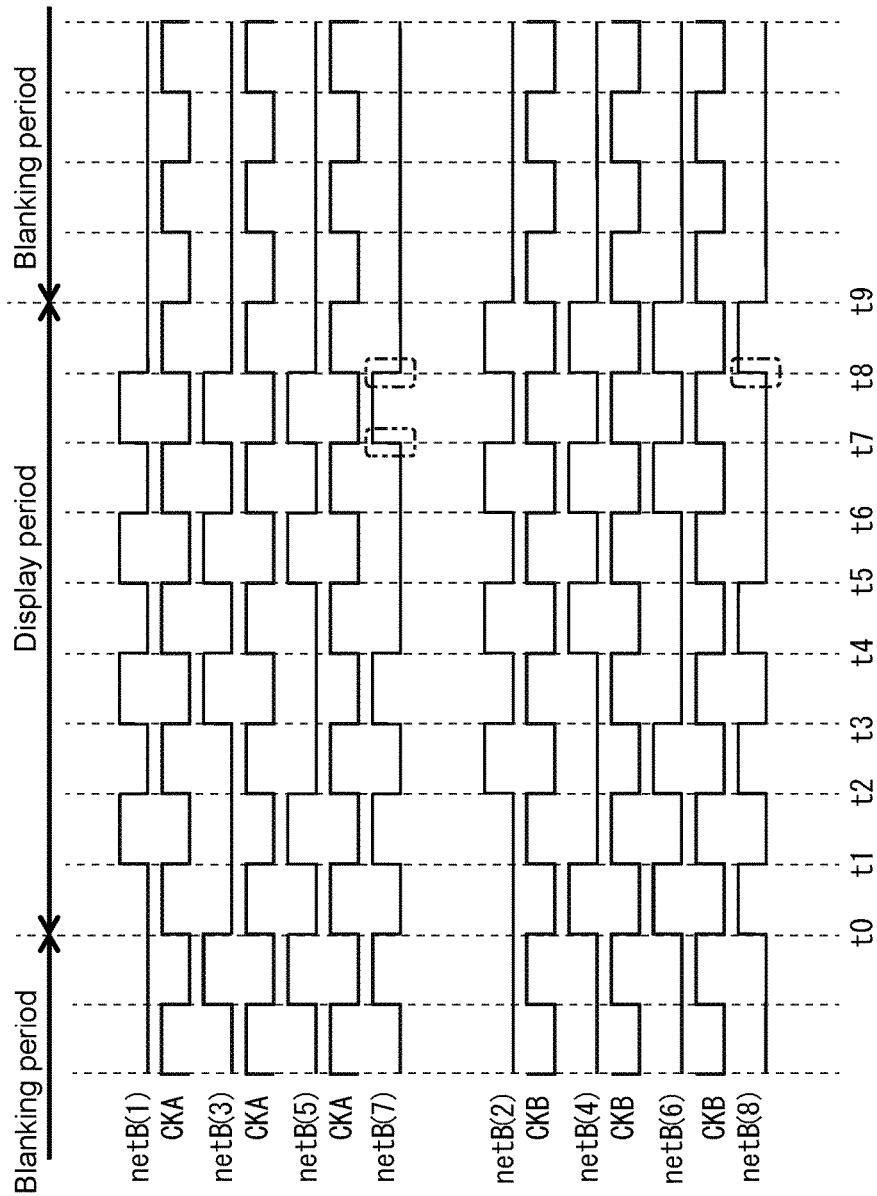 Blanking period
Display period
Blanking period
netB(1)
CKA
netB(3)
CKA
netB(5)
CKA
netB(7)
netB(2)
CKB
netB(4)
CKB
netB(6)
CKB
netB(8)
t0
t1
t2
t3
t4
t5
t6
t7
t8
t9